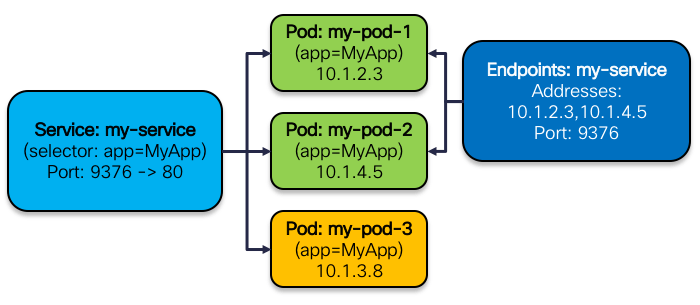 Service: my-service
(selector: app=MyApp)
Port: 9376 -> 80
Pod: my-pod-1
(app=MyApp)
10.1.2.3
Pod: my-pod-2
(app=MyApp)
10.1.4.5
Pod: my-pod-3
(app=MyApp)
10.1.3.8
Endpoints: my-service
Addresses:
10.1.2.3,10.1.4.5
Port: 9376